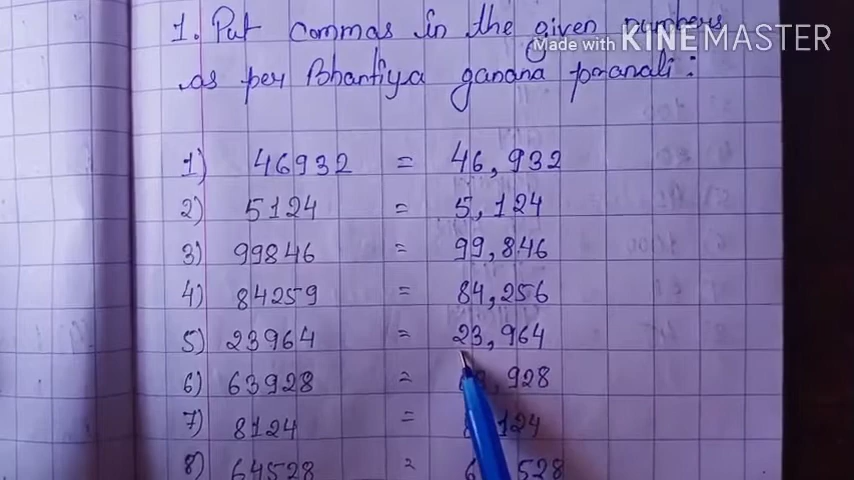 1. Put commas in the given numbers
Made with KINEMASTER
as per Bhartiya ganana pranali :
1) 46932 = 46,932
2) 5124 = 5,124
3) 99846 = 99,846
4) 84259 = 84,256
5) 23964 = 23,964
6) 63928 = ,928
7) 8124 = ,124
8) 64528 = 6 528